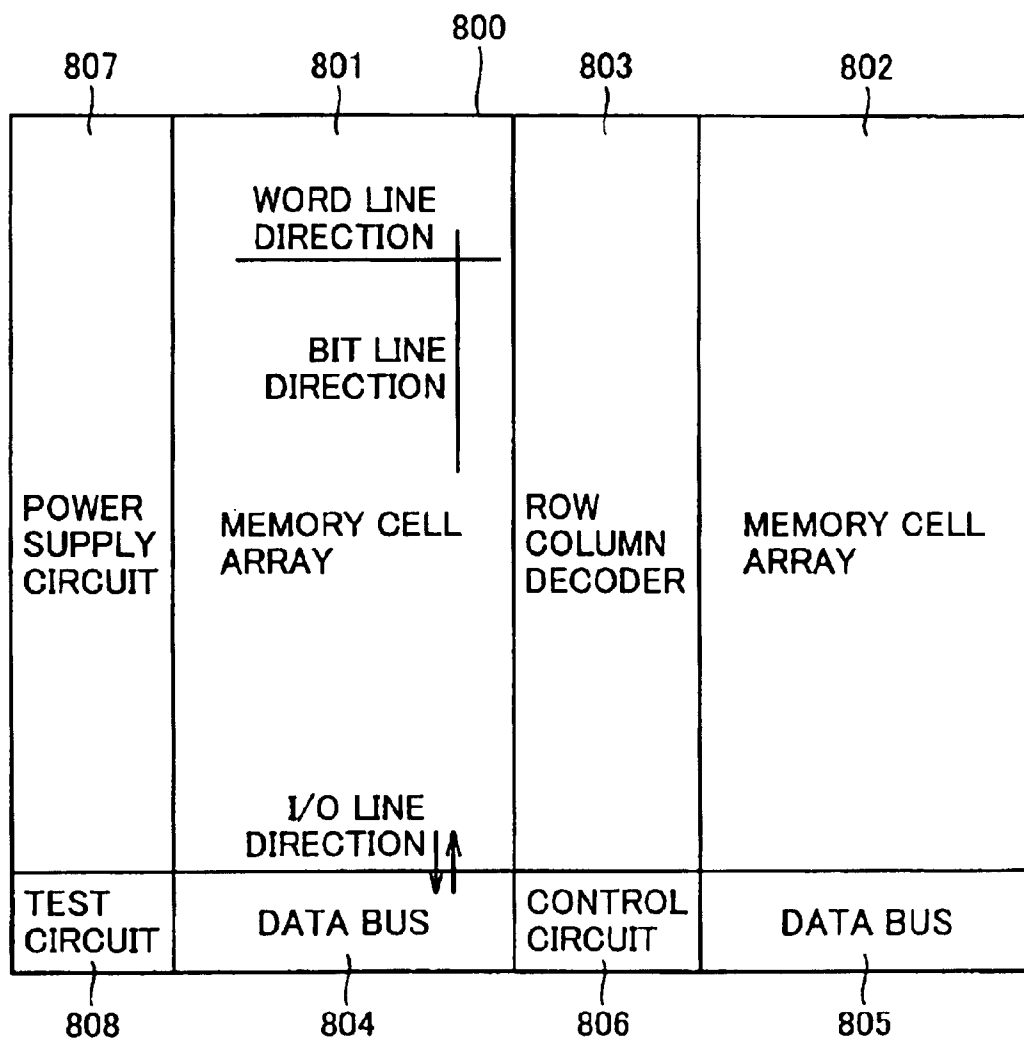 800
807 801 803 802
WORD LINE
DIRECTION
BIT LINE
DIRECTION
POWER
SUPPLY
CIRCUIT
MEMORY CELL
ARRAY
ROW
COLUMN
DECODER
MEMORY CELL
ARRAY
I/O LINE
DIRECTION
TEST
CIRCUIT
DATA BUS
CONTROL
CIRCUIT
DATA BUS
808 804 806 805